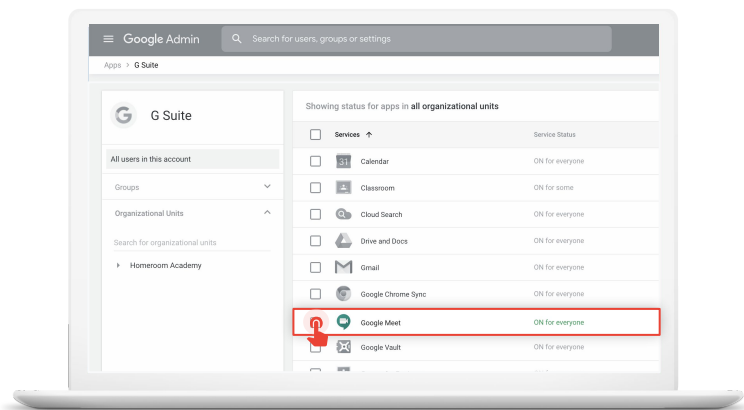 Google Admin
Search for users, groups or settings
Apps > G Suite
G Suite
All users in this account
Groups
Organizational Units
Search for organizational units
Homeroom Academy
Showing status for apps in all organizational units
Services ↑ Service Status
31 Calendar ON for everyone
Classroom ON for some
Cloud Search ON for everyone
Drive and Docs ON for everyone
Gmail ON for everyone
Google Chrome Sync ON for everyone
Google Meet ON for everyone
Google Vault ON for everyone